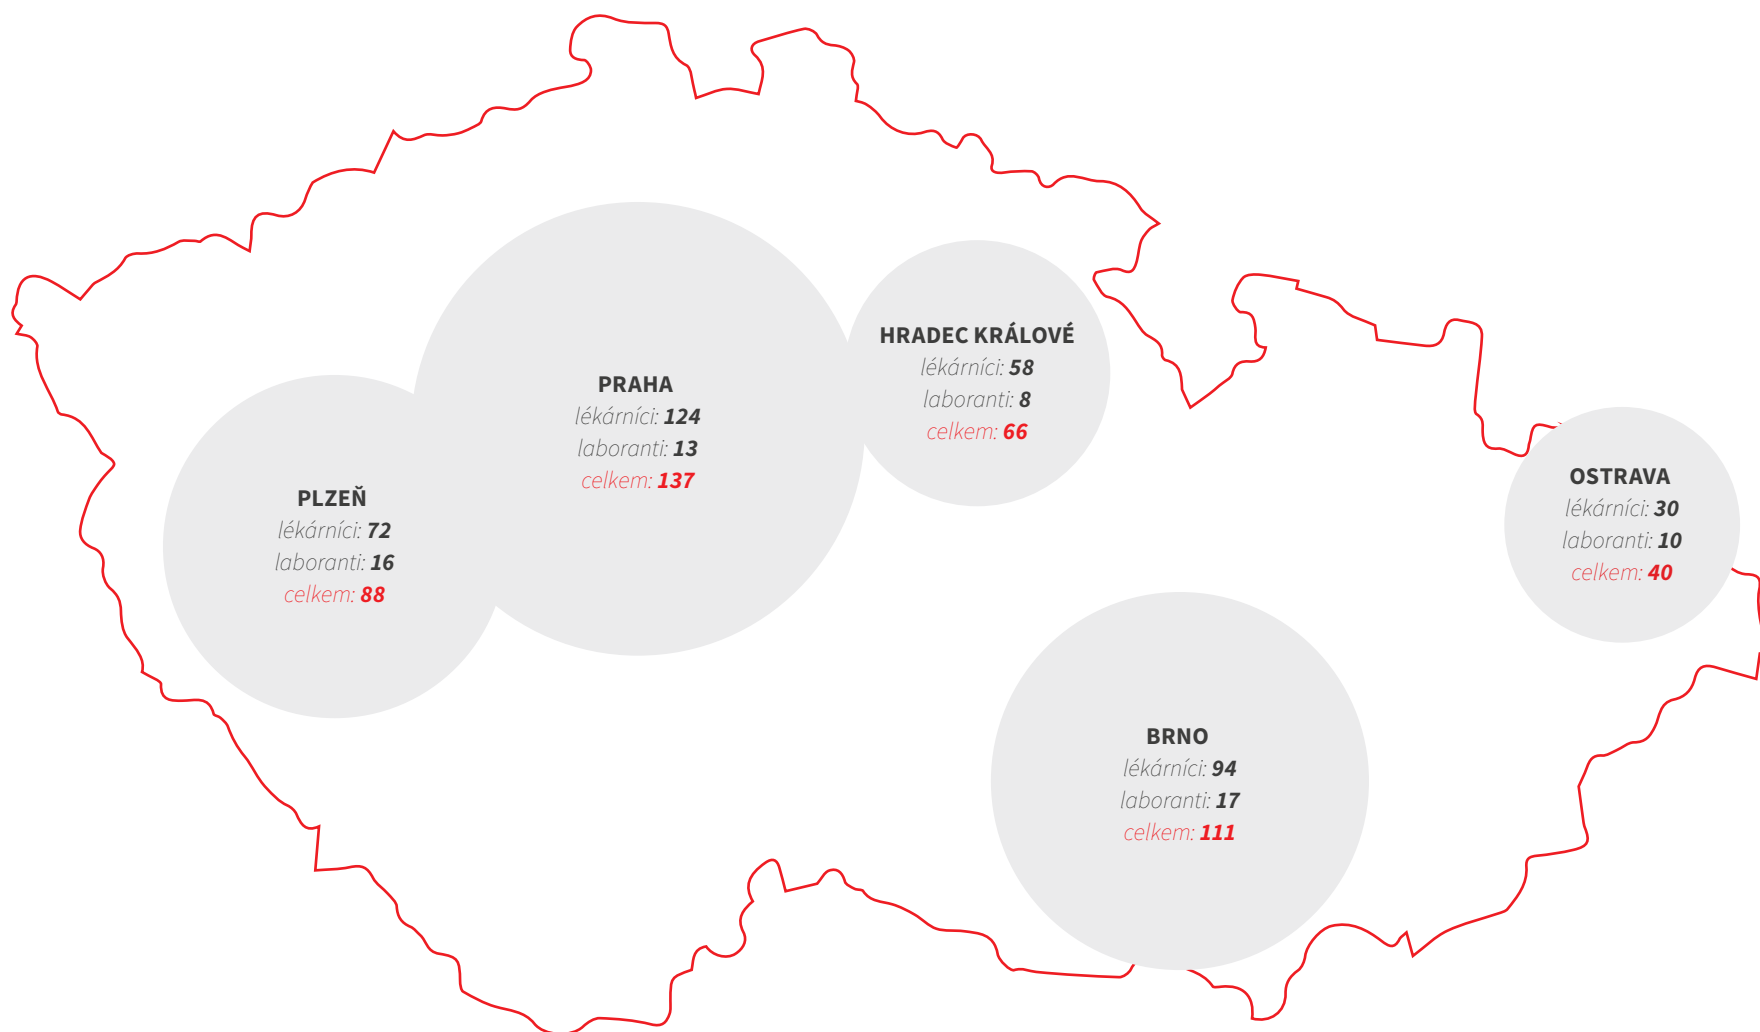 PRAHA
lékárníci: 124
laboranti: 13
celkem: 137
HRADEC KRÁLOVÉ
lékárníci: 58
laboranti: 8
celkem: 66
PLZEŇ
lékárníci: 72
laboranti: 16
celkem: 88
OSTRAVA
lékárníci: 30
laboranti: 10
celkem: 40
BRNO
lékárníci: 94
laboranti: 17
celkem: 111